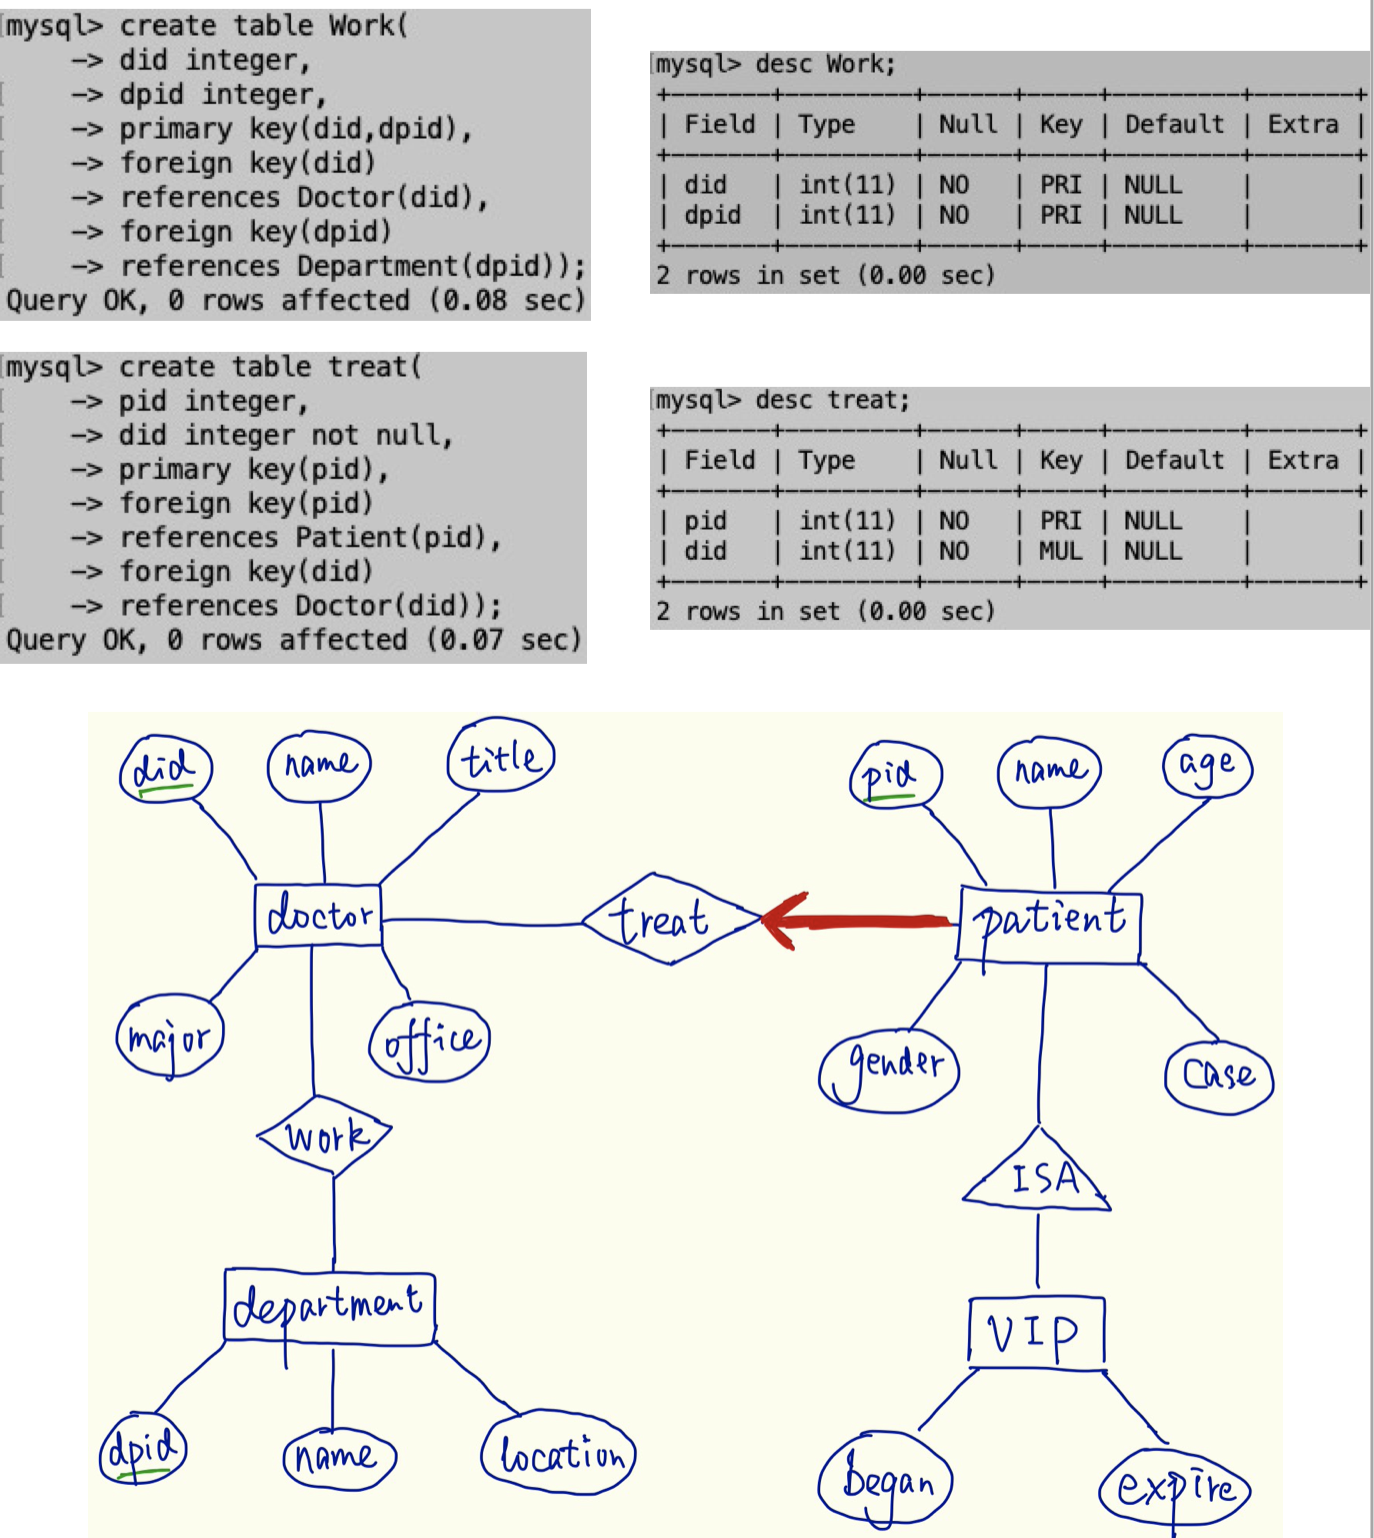 mysql> create table Work(
-> did integer,
-> dpid integer,
-> primary key(did,dpid),
-> foreign key(did)
-> references Doctor(did),
-> foreign key(dpid)
-> references Department(dpid));
Query OK, 0 rows affected (0.08 sec)
mysql> desc Work;
+-------+---------+------+-----+---------+-------+
| Field | Type | Null | Key | Default | Extra |
+-------+---------+------+-----+---------+-------+
| did | int(11) | NO | PRI | NULL | |
| dpid | int(11) | NO | PRI | NULL | |
+-------+---------+------+-----+---------+-------+
2 rows in set (0.00 sec)
mysql> create table treat(
-> pid integer,
-> did integer not null,
-> primary key(pid),
-> foreign key(pid)
-> references Patient(pid),
-> foreign key(did)
-> references Doctor(did));
Query OK, 0 rows affected (0.07 sec)
mysql> desc treat;
+-------+---------+------+-----+---------+-------+
| Field | Type | Null | Key | Default | Extra |
+-------+---------+------+-----+---------+-------+
| pid | int(11) | NO | PRI | NULL | |
| did | int(11) | NO | MUL | NULL | |
+-------+---------+------+-----+---------+-------+
2 rows in set (0.00 sec)
did
name
title
pid
name
age
doctor
treat
patient
major
office
gender
case
work
ISA
department
VIP
dpid
name
location
began
expire